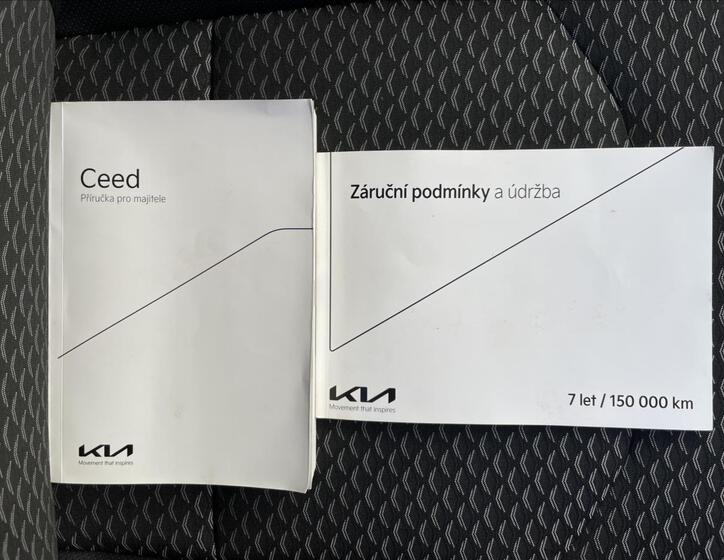 Ceed
Příručka pro majitele
KIA
Movement that inspires
Záruční podmínky a údržba
KIA
Movement that inspires
7 let / 150 000 km